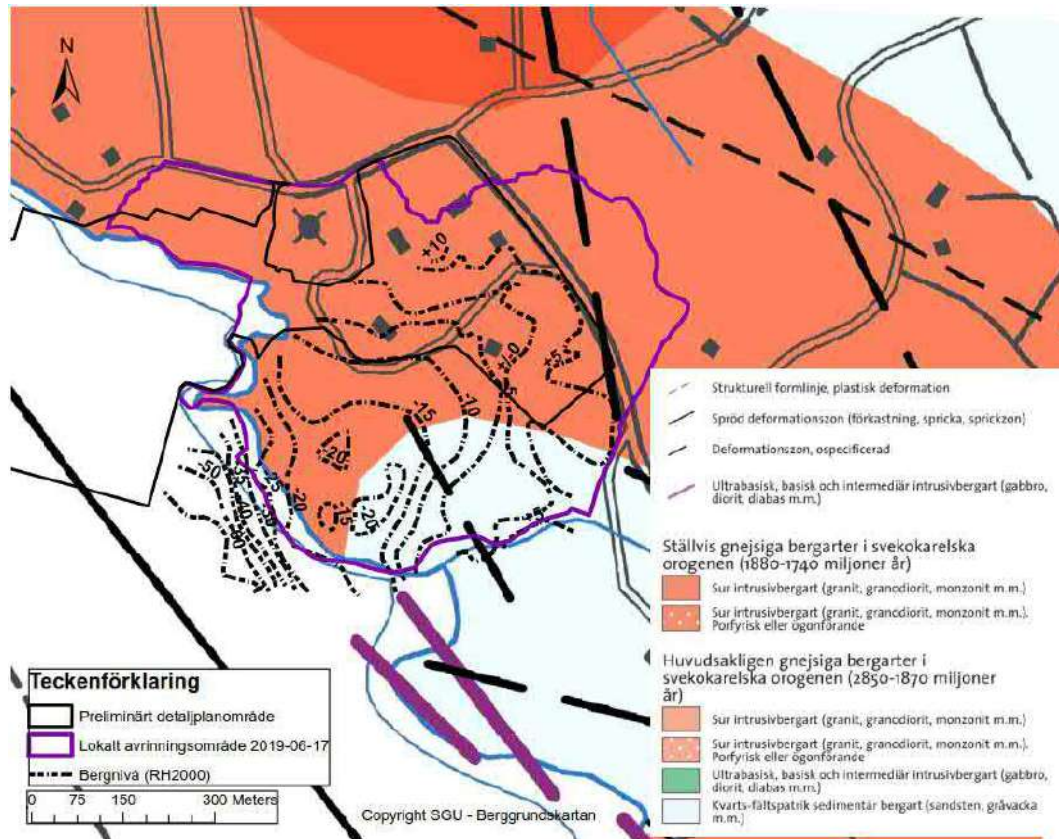 N
+10
+-0
+5
-5
-15
-10
-20
-50
-35
-25
-40
-30
-20
-15
-20
Strukturell formlinje, plastisk deformation
Spröd deformationszon (förkastning, spricka, sprickzon)
Deformationszon, ospecificerad
Ultrabasisk, basisk och intermediär intrusivbergart (gabbro,
diorit, diabas m.m.)
Ställvis gnejsiga bergarter i svekokarelska
orogenen (1880-1740 miljoner år)
Sur intrusivbergart (granit, granodiorit, monzonit m.m.)
Sur intrusivbergart (granit, granodiorit, monzonit m.m.).
Porfyrisk eller ögonförande
Huvudsakligen gnejsiga bergarter i
svekokarelska orogenen (2850-1870 miljoner
år)
Sur intrusivbergart (granit, granodiorit, monzonit m.m.)
Sur intrusivbergart (granit, granodiorit, monzonit m.m.).
Porfyrisk eller ögonförande
Ultrabasisk, basisk och intermediär intrusivbergart (gabbro,
diorit, diabas m.m.)
Kvarts-fältspatrik sedimentär bergart (sandsten, gråvacka
m.m.)
Teckenförklaring
Preliminärt detaljplanområde
Lokalt avrinningsområde 2019-06-17
Bergnivå (RH2000)
0 75 150 300 Meters
Copyright SGU - Berggrundskartan